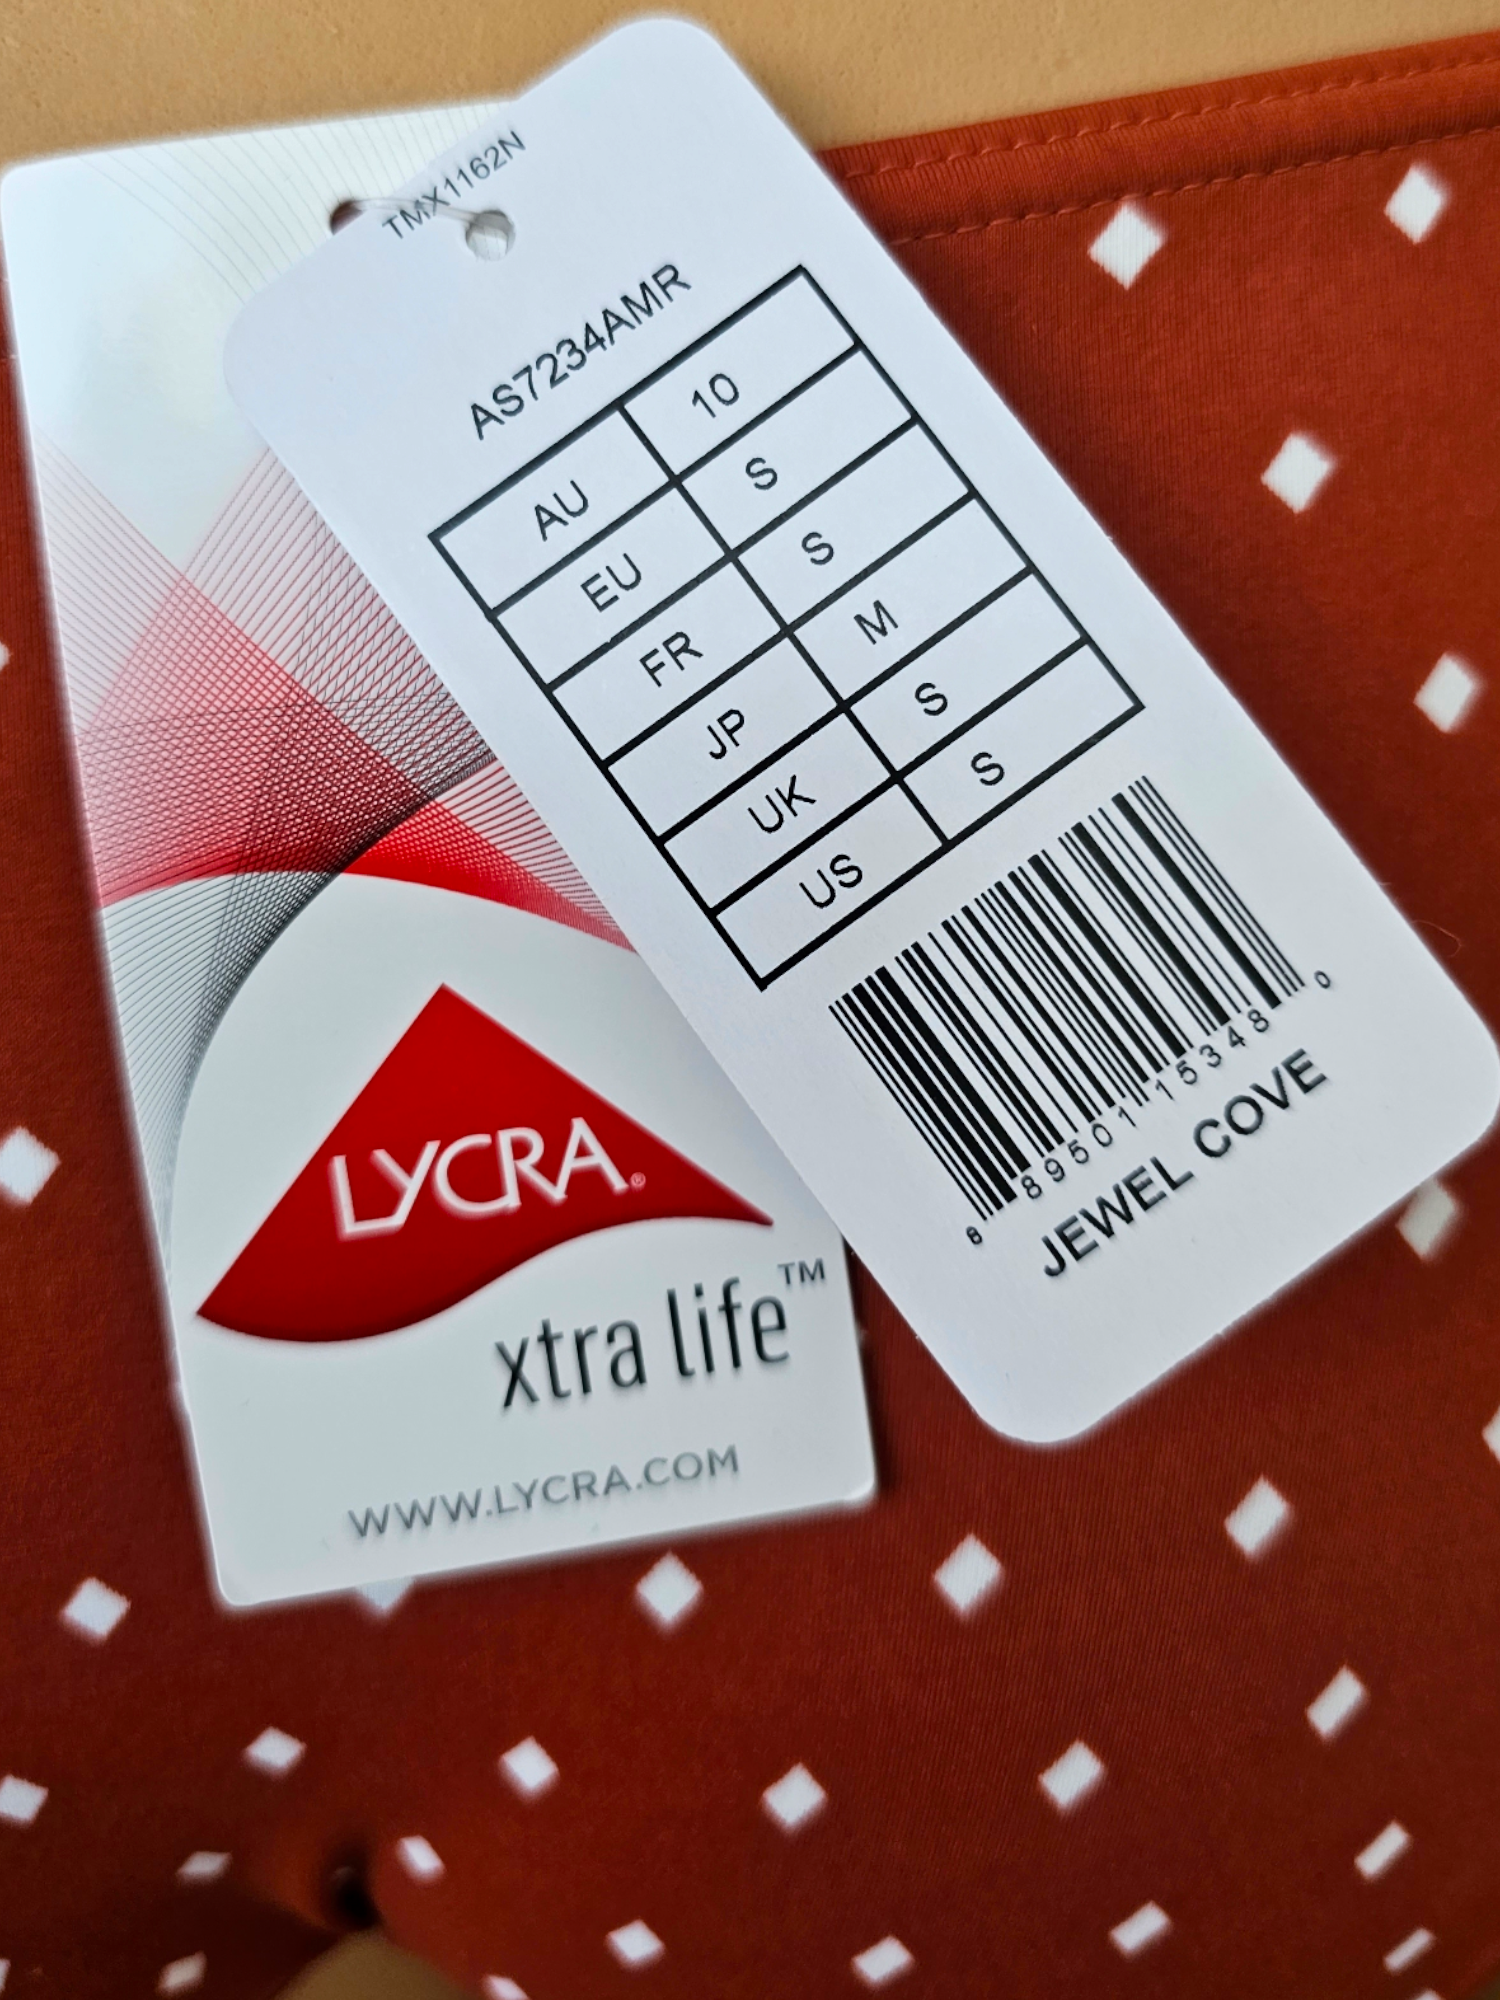 TMX1162N
AS7234AMR
AU 10
EU S
FR S
JP M
UK S
US S
8 89501 15348 0
JEWEL COVE
LYCRA®
xtra life™
WWW.LYCRA.COM